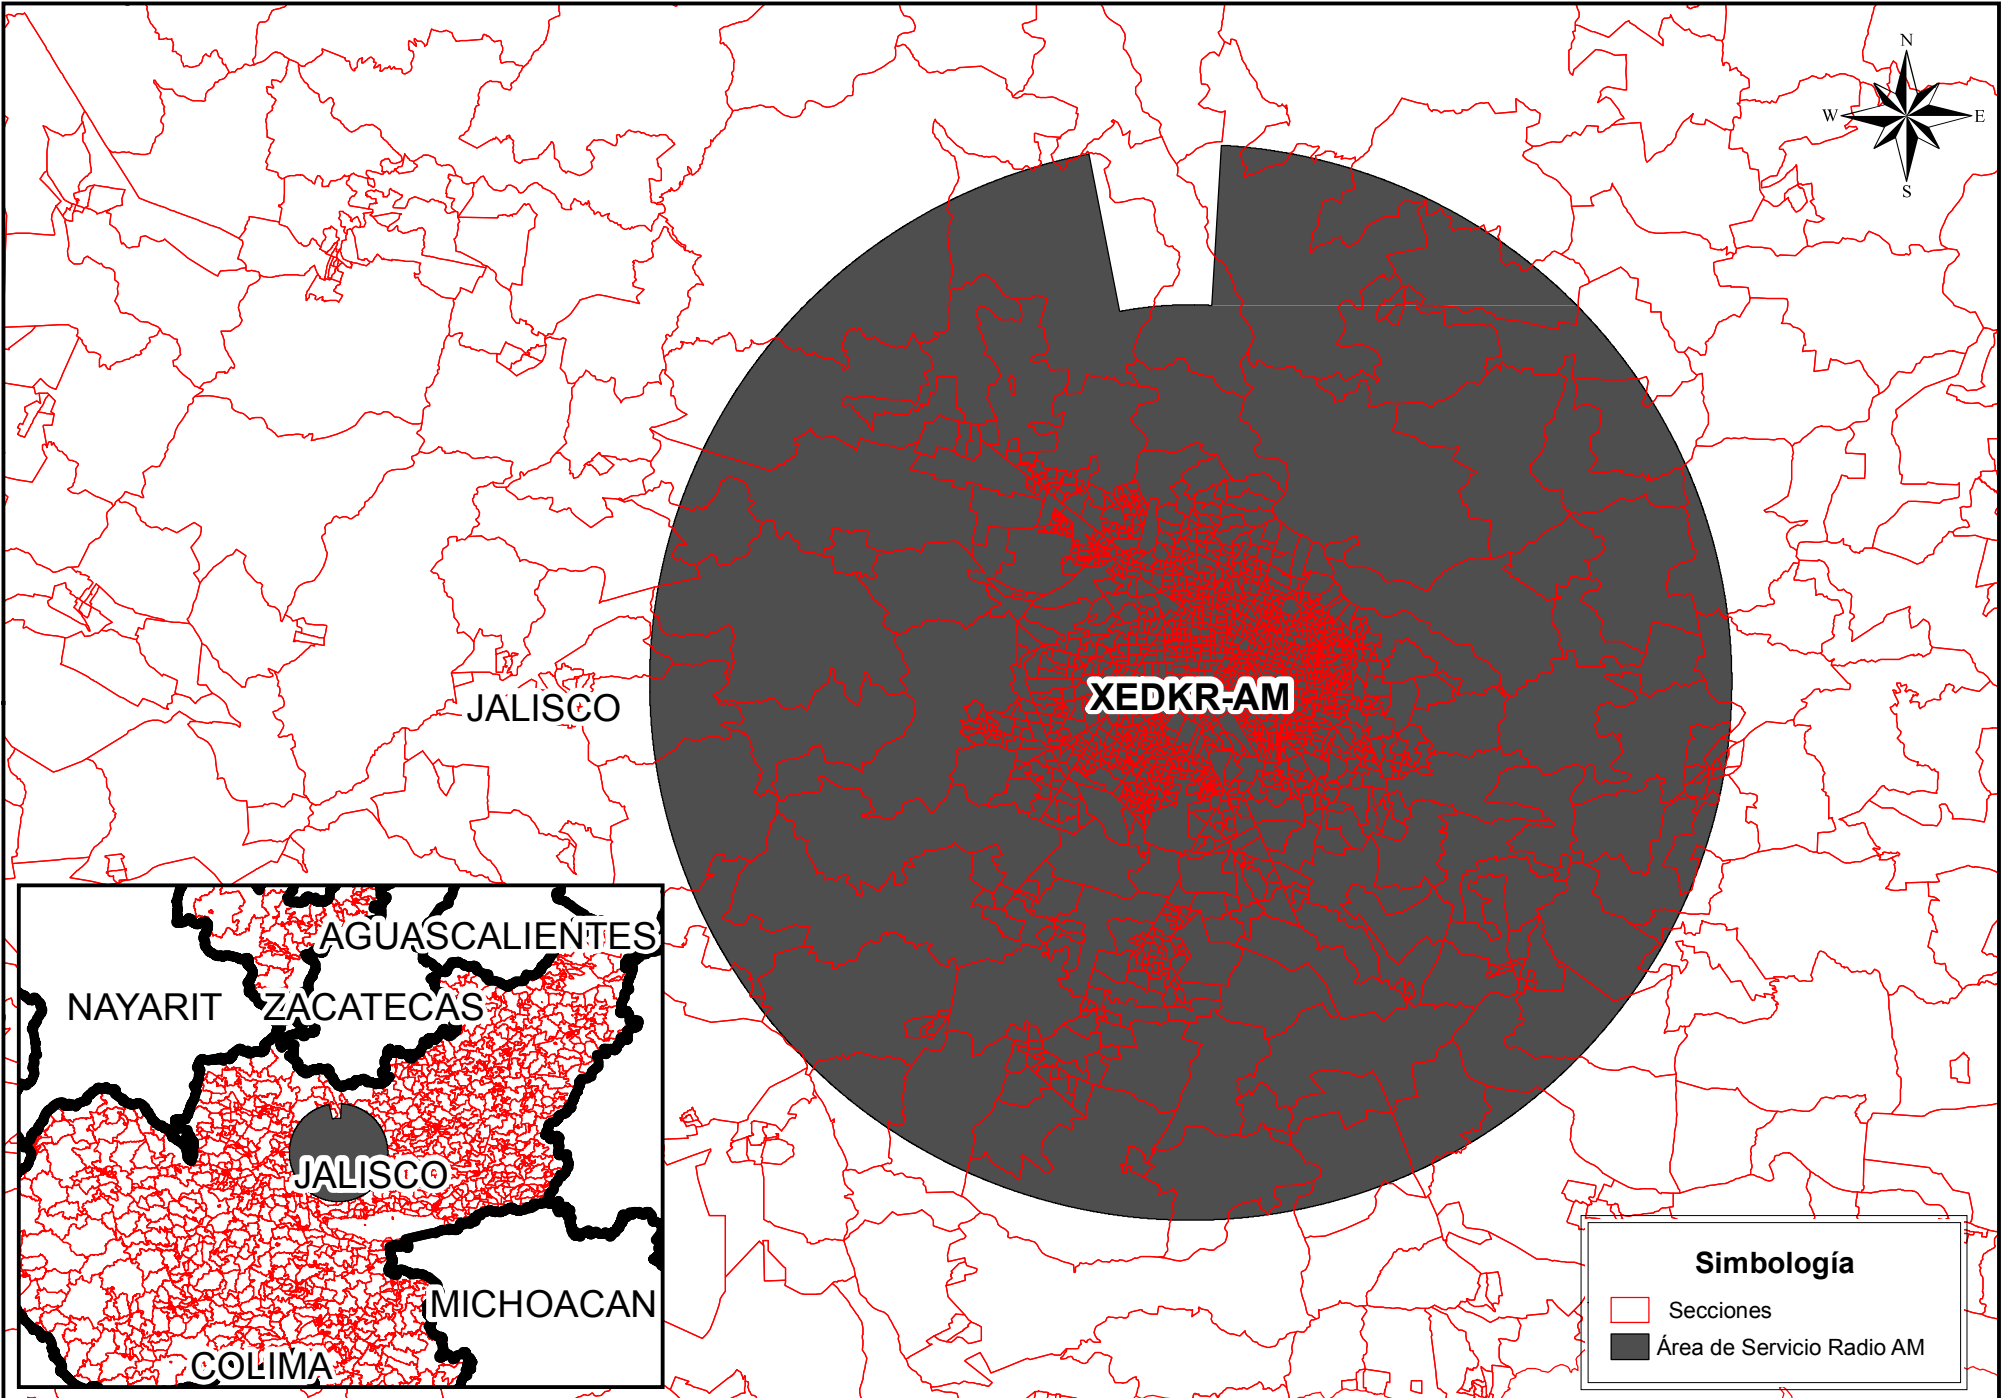 N
W E
S
JALISCO
XEDKR-AM
AGUASCALIENTES
NAYARIT ZACATECAS
JALISCO
MICHOACAN
COLIMA
Simbología
Secciones
Área de Servicio Radio AM